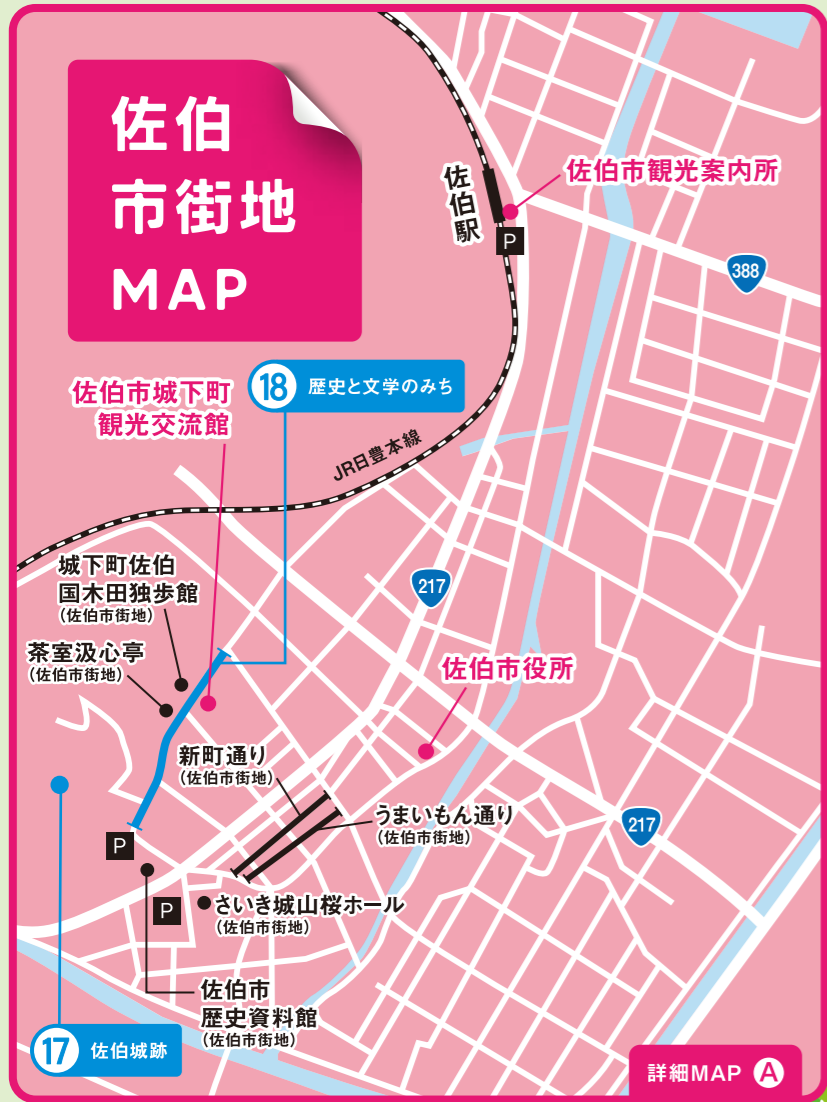 佐伯
市街地
MAP
佐伯駅
佐伯市観光案内所
P
388
佐伯市城下町
観光交流館
18 歴史と文学のみち
JR日豊本線
城下町佐伯
国木田独歩館
(佐伯市街地)
217
茶室汲心亭
(佐伯市街地)
佐伯市役所
新町通り
(佐伯市街地)
うまいもん通り
(佐伯市街地)
217
P
P
さいき城山桜ホール
(佐伯市街地)
佐伯市
歴史資料館
(佐伯市街地)
17 佐伯城跡
詳細MAP A